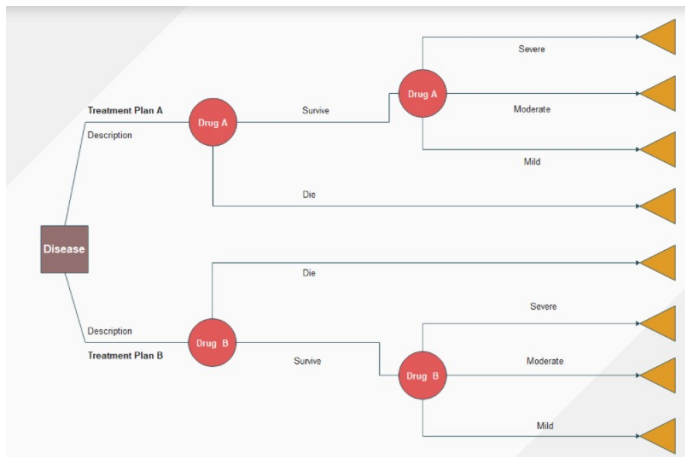 Severe
Drug A
Moderate
Mild
Treatment Plan A
Description
Drug A
Survive
Die
Disease
Die
Description
Treatment Plan B
Drug B
Survive
Severe
Drug B
Moderate
Mild